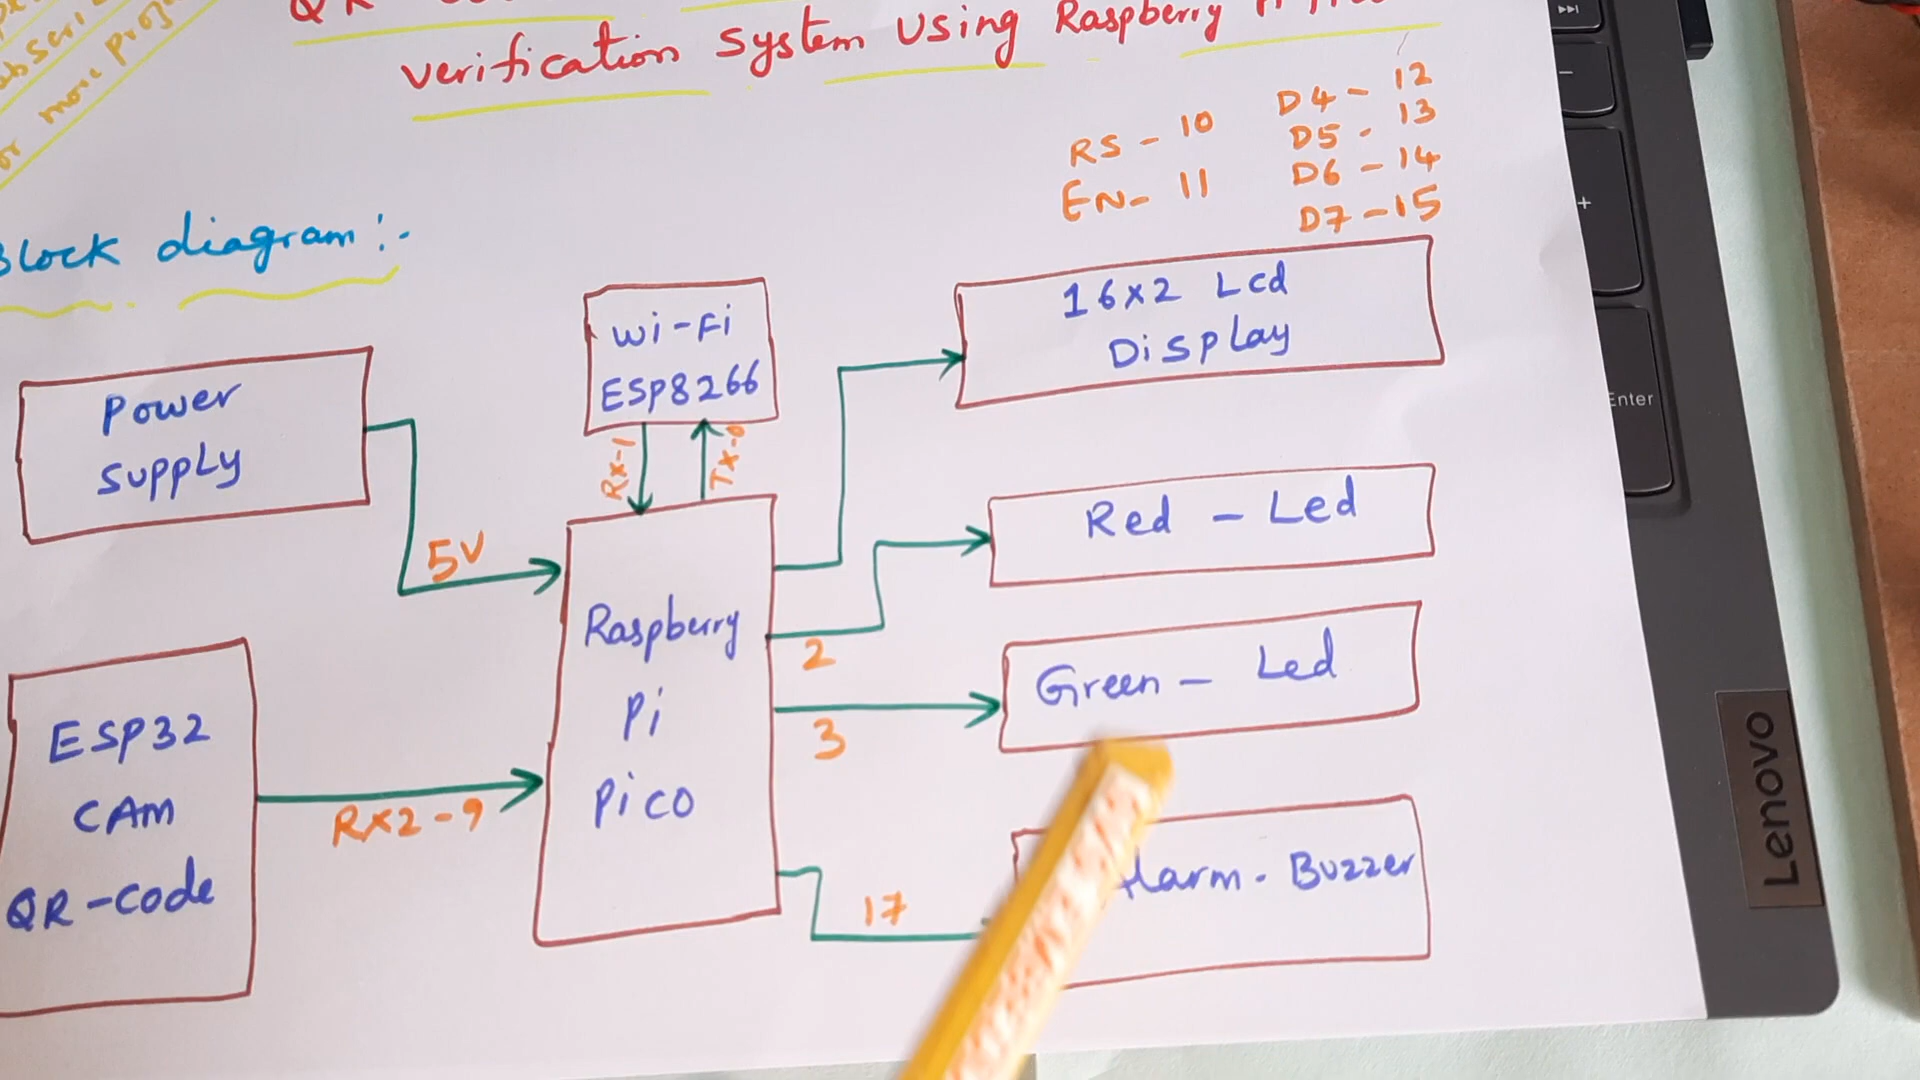 verification System Using Raspberry
RS - 10
EN- 11
D4 - 12
D5 - 13
D6 - 14
D7 - 15
Block diagram:-
Power
Supply
5V
Wi-Fi
ESP8266
Rx-1
Tx-0
16x2 Lcd
Display
Red - Led
2
Green - Led
3
Alarm - Buzzer
17
Raspberry
Pi
Pico
ESP32
CAM
QR-code
RX2-9
Enter
Lenovo